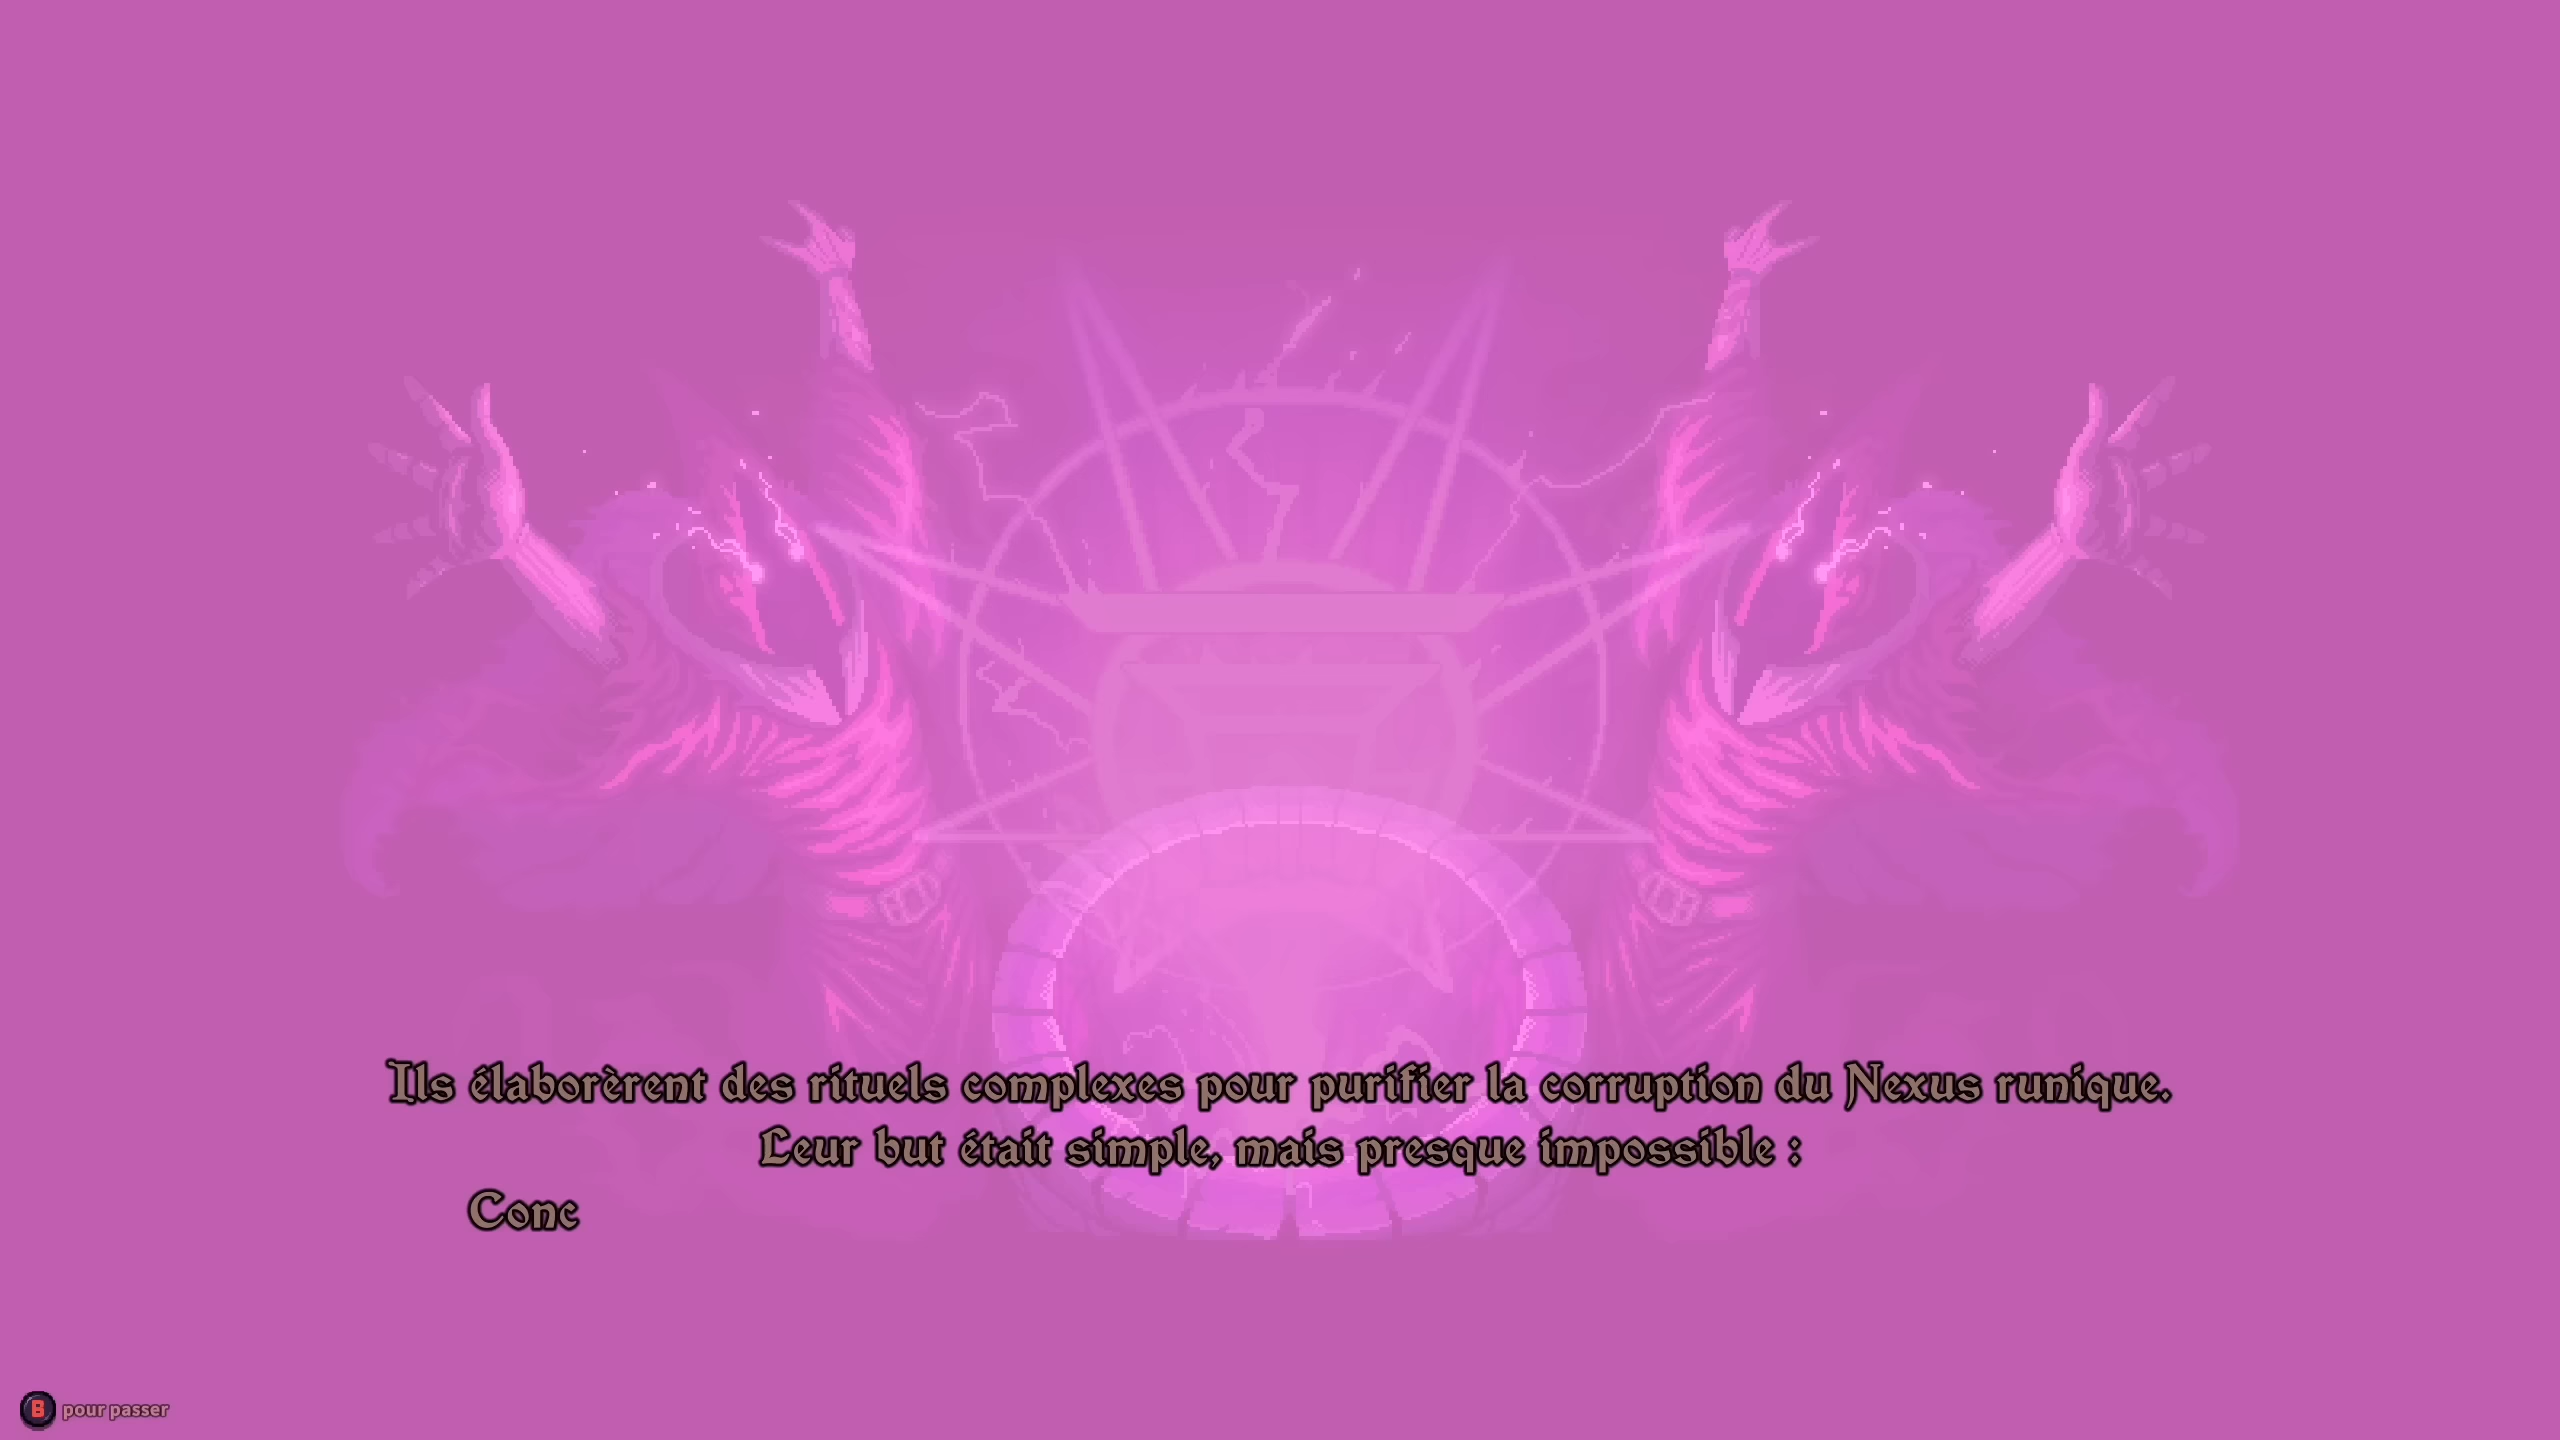 Ils élaborèrent des rituels complexes pour purifier la corruption du Nexus runique.
Leur but était simple, mais presque impossible :
Conc
B pour passer